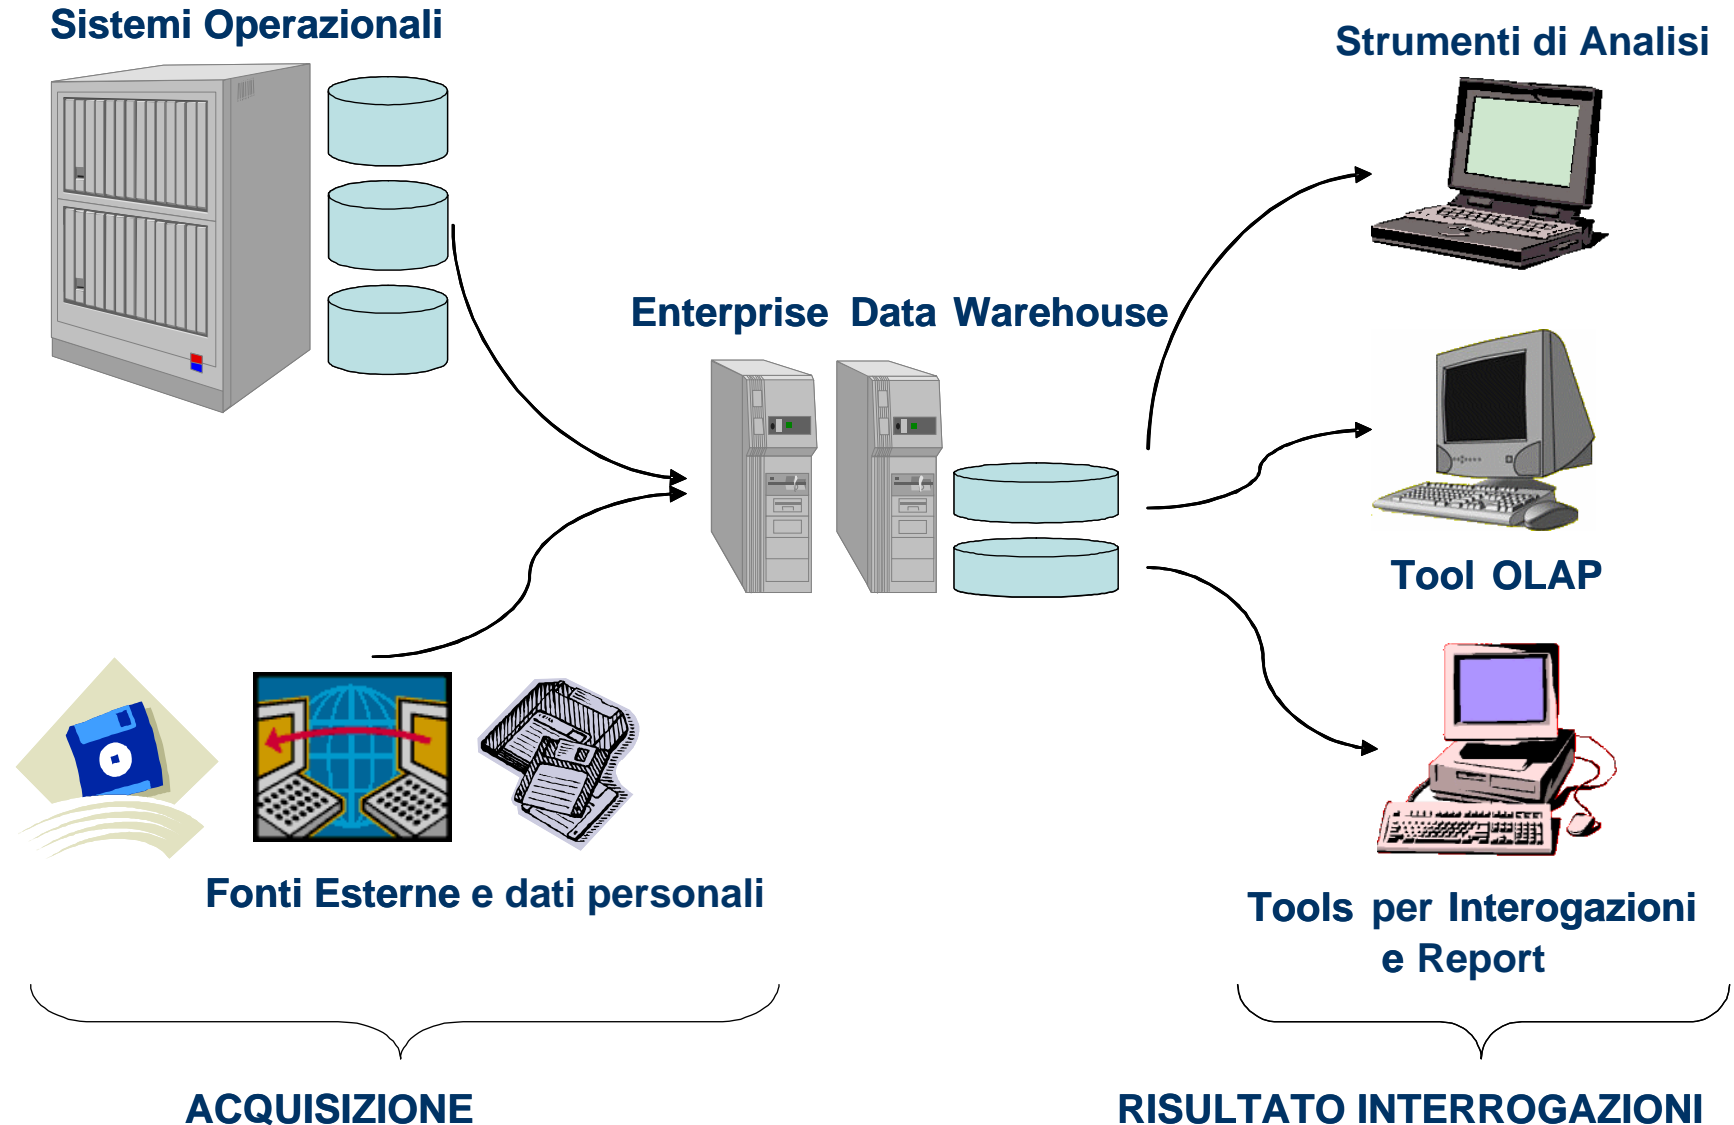 Sistemi Operazionali
Strumenti di Analisi
Enterprise Data Warehouse
Tool OLAP
Fonti Esterne e dati personali
Tools per Interogazioni
e Report
ACQUISIZIONE
RISULTATO INTERROGAZIONI